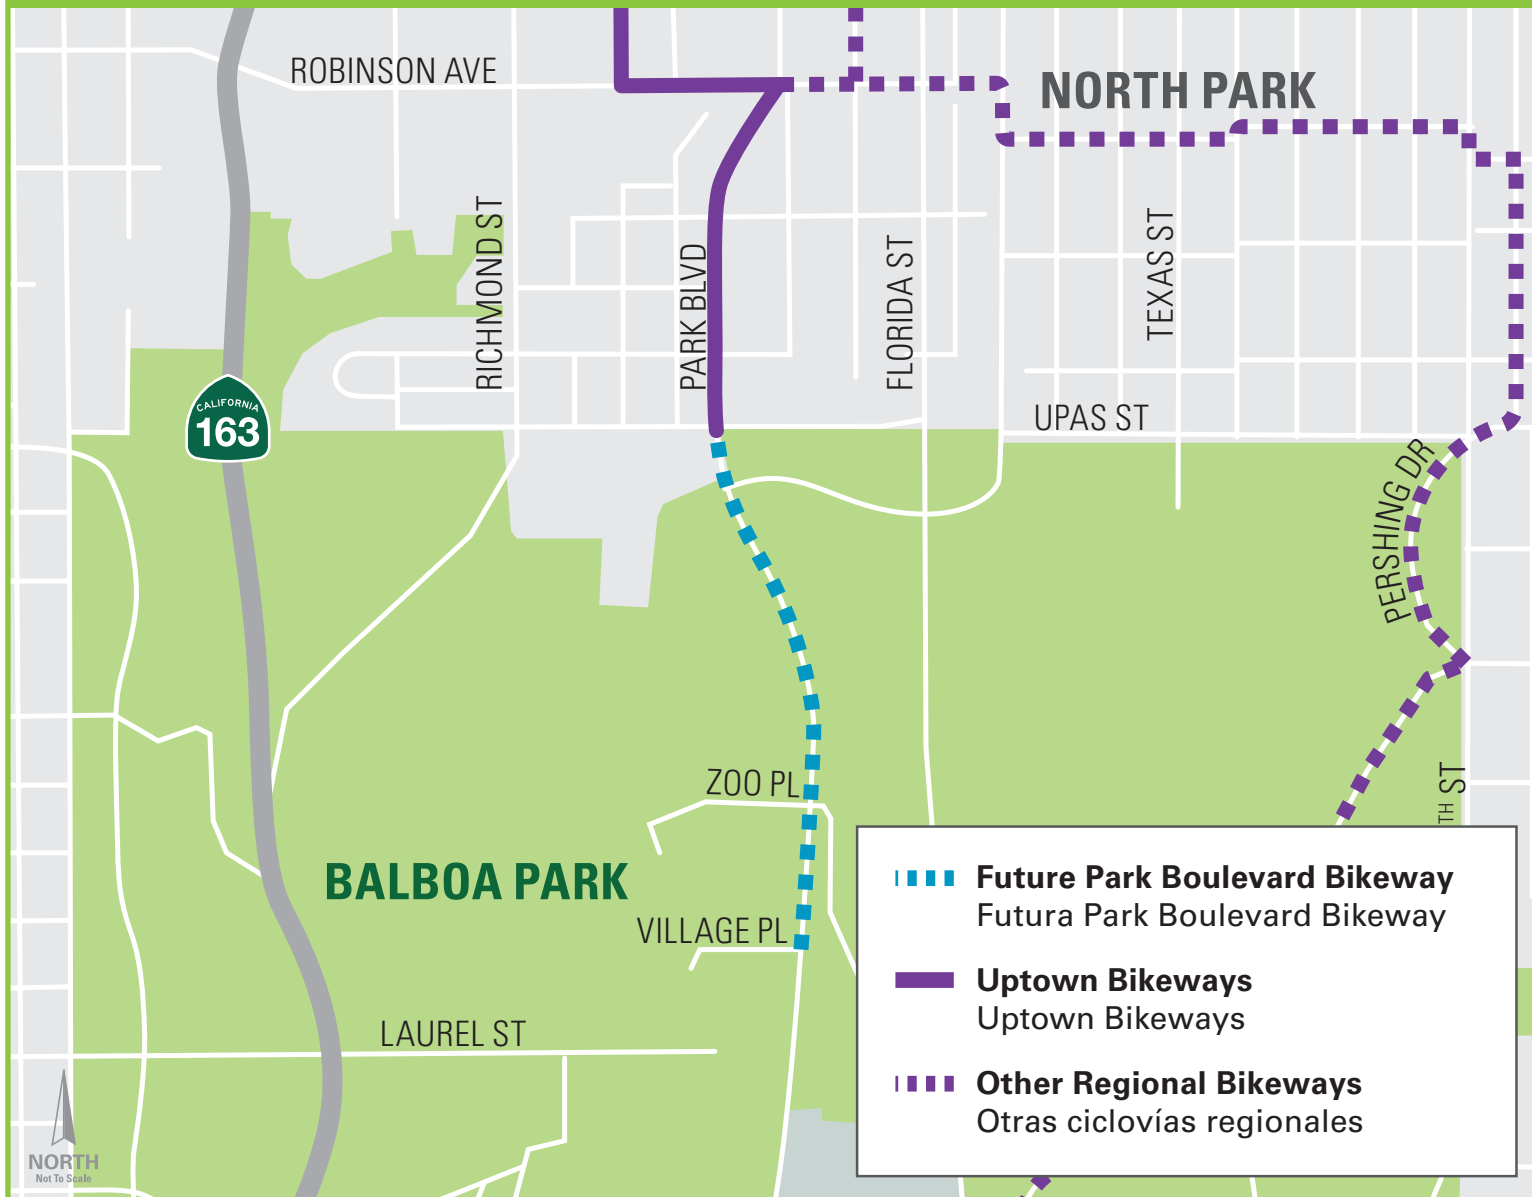 ROBINSON AVE
NORTH PARK
RICHMOND ST
PARK BLVD
FLORIDA ST
TEXAS ST
CALIFORNIA
163
UPAS ST
PERSHING DR
ZOO PL
TH ST
BALBOA PARK
VILLAGE PL
LAUREL ST
Future Park Boulevard Bikeway
Futura Park Boulevard Bikeway
Uptown Bikeways
Uptown Bikeways
Other Regional Bikeways
Otras ciclovías regionales
NORTH
Not To Scale